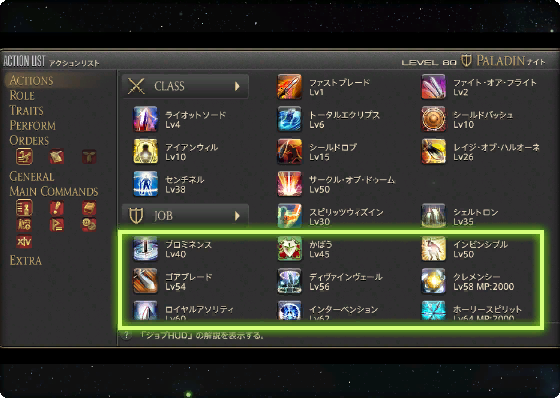 ACTION LIST アクションリスト
LEVEL 80 PALADIN ナイト
ACTIONS
ROLE
TRAITS
PERFORM
ORDERS
GENERAL
MAIN COMMANDS
XIV
EXTRA
CLASS
ファストブレード
Lv1
ファイト・オア・フライト
Lv2
ライオットソード
Lv4
トータルエクリプス
Lv6
シールドバッシュ
Lv10
アイアンウィル
Lv10
シールドロブ
Lv15
レイジ・オブ・ハルオーネ
Lv26
センチネル
Lv38
サークル・オブ・ドゥーム
Lv50
JOB
スピリッツウィズイン
Lv30
シェルトロン
Lv35
プロミネンス
Lv40
かばう
Lv45
インビンシブル
Lv50
ゴアブレード
Lv54
ディヴァインヴェール
Lv56
クレメンシー
Lv58 MP:2000
ロイヤルアソリティ
Lv60
インターベンション
Lv62
ホーリースピリット
Lv64 MP:2000
? 「ジョブHUD」の解説を表示する。